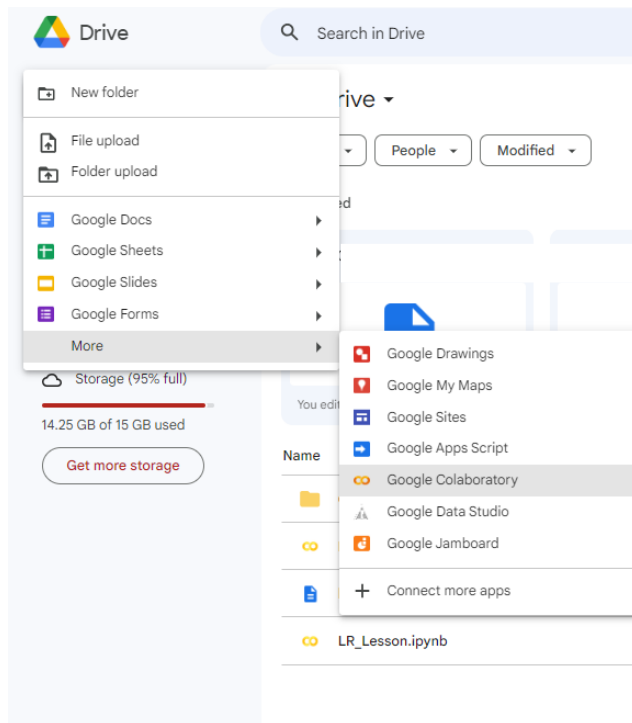 Drive
Search in Drive
New folder
rive
File upload
Folder upload
People
Modified
ed
Google Docs
Google Sheets
Google Slides
Google Forms
More
Google Drawings
Google My Maps
Google Sites
Google Apps Script
Google Colaboratory
Google Data Studio
Google Jamboard
Connect more apps
Storage (95% full)
14.25 GB of 15 GB used
Get more storage
You edit
Name
LR_Lesson.ipynb